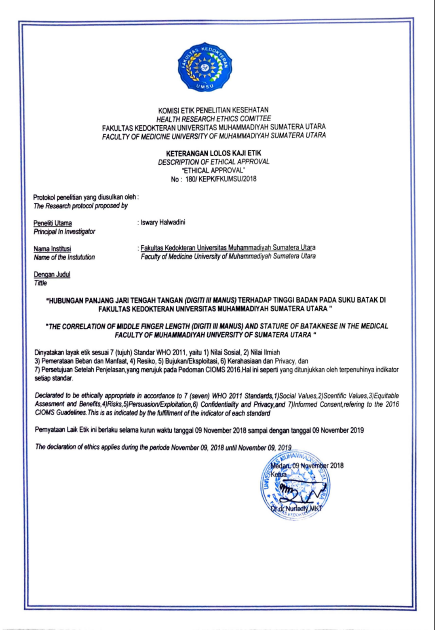 FAKULTAS KEDOKTERAN
UMSU
KOMISI ETIK PENELITIAN KESEHATAN
HEALTH RESEARCH ETHICS COMITTEE
FAKULTAS KEDOKTERAN UNIVERSITAS MUHAMMADIYAH SUMATERA UTARA
FACULTY OF MEDICINE UNIVERSITY OF MUHAMMADIYAH SUMATERA UTARA
KETERANGAN LOLOS KAJI ETIK
DESCRIPTION OF ETHICAL APPROVAL
"ETHICAL APPROVAL"
No : 180/ KEPK/FKUMSU/2018
Protokol penelitian yang diusulkan oleh :
The Research protocol proposed by
Peneliti Utama : Iswary Halwadini
Principal In Investigator
Nama Institusi : Fakultas Kedokteran Universitas Muhammadiyah Sumatera Utara
Name of the Instutution Faculty of Medicine University of Muhammadiyah Sumatera Utara
Dengan Judul
Tittle
"HUBUNGAN PANJANG JARI TENGAH TANGAN (DIGITI III MANUS) TERHADAP TINGGI BADAN PADA SUKU BATAK DI
FAKULTAS KEDOKTERAN UNIVERSITAS MUHAMMADIYAH SUMATERA UTARA "
"THE CORRELATION OF MIDDLE FINGER LENGTH (DIGITI III MANUS) AND STATURE OF BATAKNESE IN THE MEDICAL
FACULTY OF MUHAMMADIYAH UNIVERSITY OF SUMATERA UTARA "
Dinyatakan layak etik sesuai 7 (tujuh) Standar WHO 2011, yaitu 1) Nilai Sosial, 2) Nilai Ilmiah
3) Pemerataan Beban dan Manfaat, 4) Resiko, 5) Bujukan/Eksploitasi, 6) Kerahasiaan dan Privacy, dan
7) Persetujuan Setelah Penjelasan,yang merujuk pada Pedoman CIOMS 2016.Hal ini seperti yang ditunjukkan oleh terpenuhinya indikator
setiap standar.
Declarated to be ethically appropriate in accordance to 7 (seven) WHO 2011 Standards,1)Social Values,2)Scentific Values,3)Equitable
Assesment and Benefits,4)Risks,5)Persuasion/Exploitation,6) Confidentiality and Privacy,and 7)Informed Consent,refering to the 2016
CIOMS Guidelines.This is as indicated by the fulfillment of the indicator of each standard
Pernyataan Laik Etik ini berlaku selama kurun waktu tanggal 09 November 2018 sampai dengan tanggal 09 November 2019
The declaration of ethics applies during the periode November 09, 2018 until November 09, 2019
Medan, 09 November 2018
Ketua
Dr.dr.Nurfadly,MKT